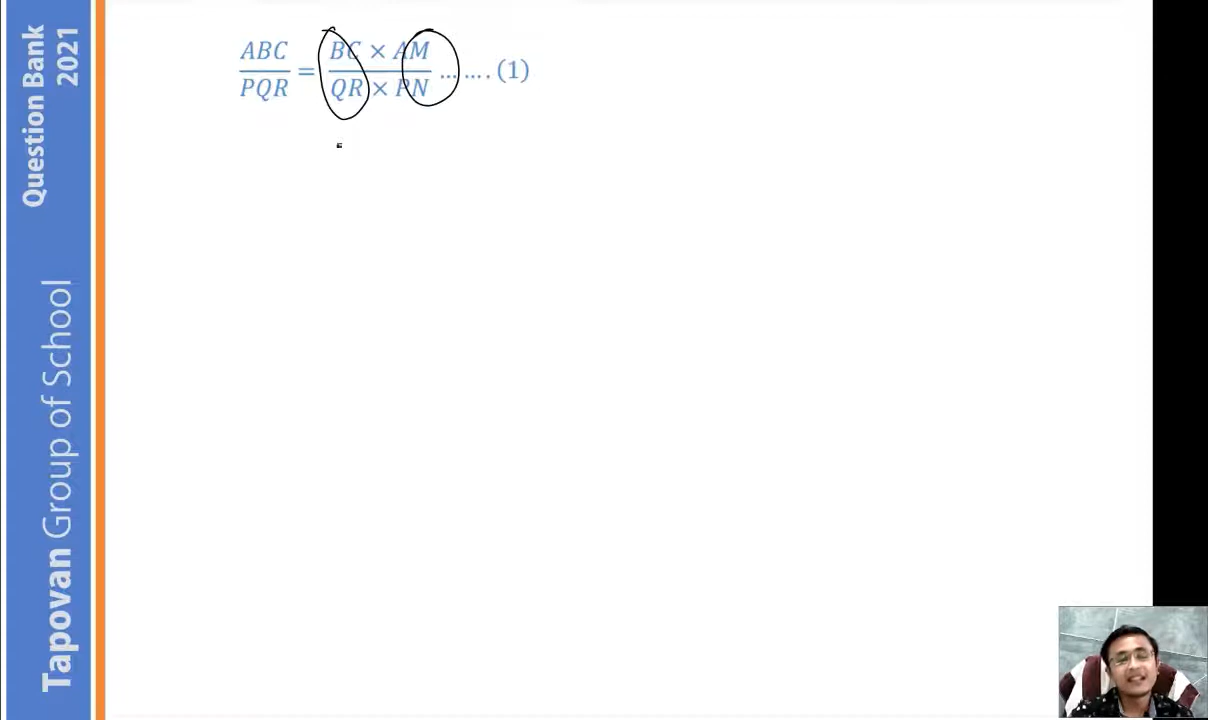 Question Bank
2021
Tapovan Group of School
ABC/PQR = BC × AM/QR × PN ... .... (1)